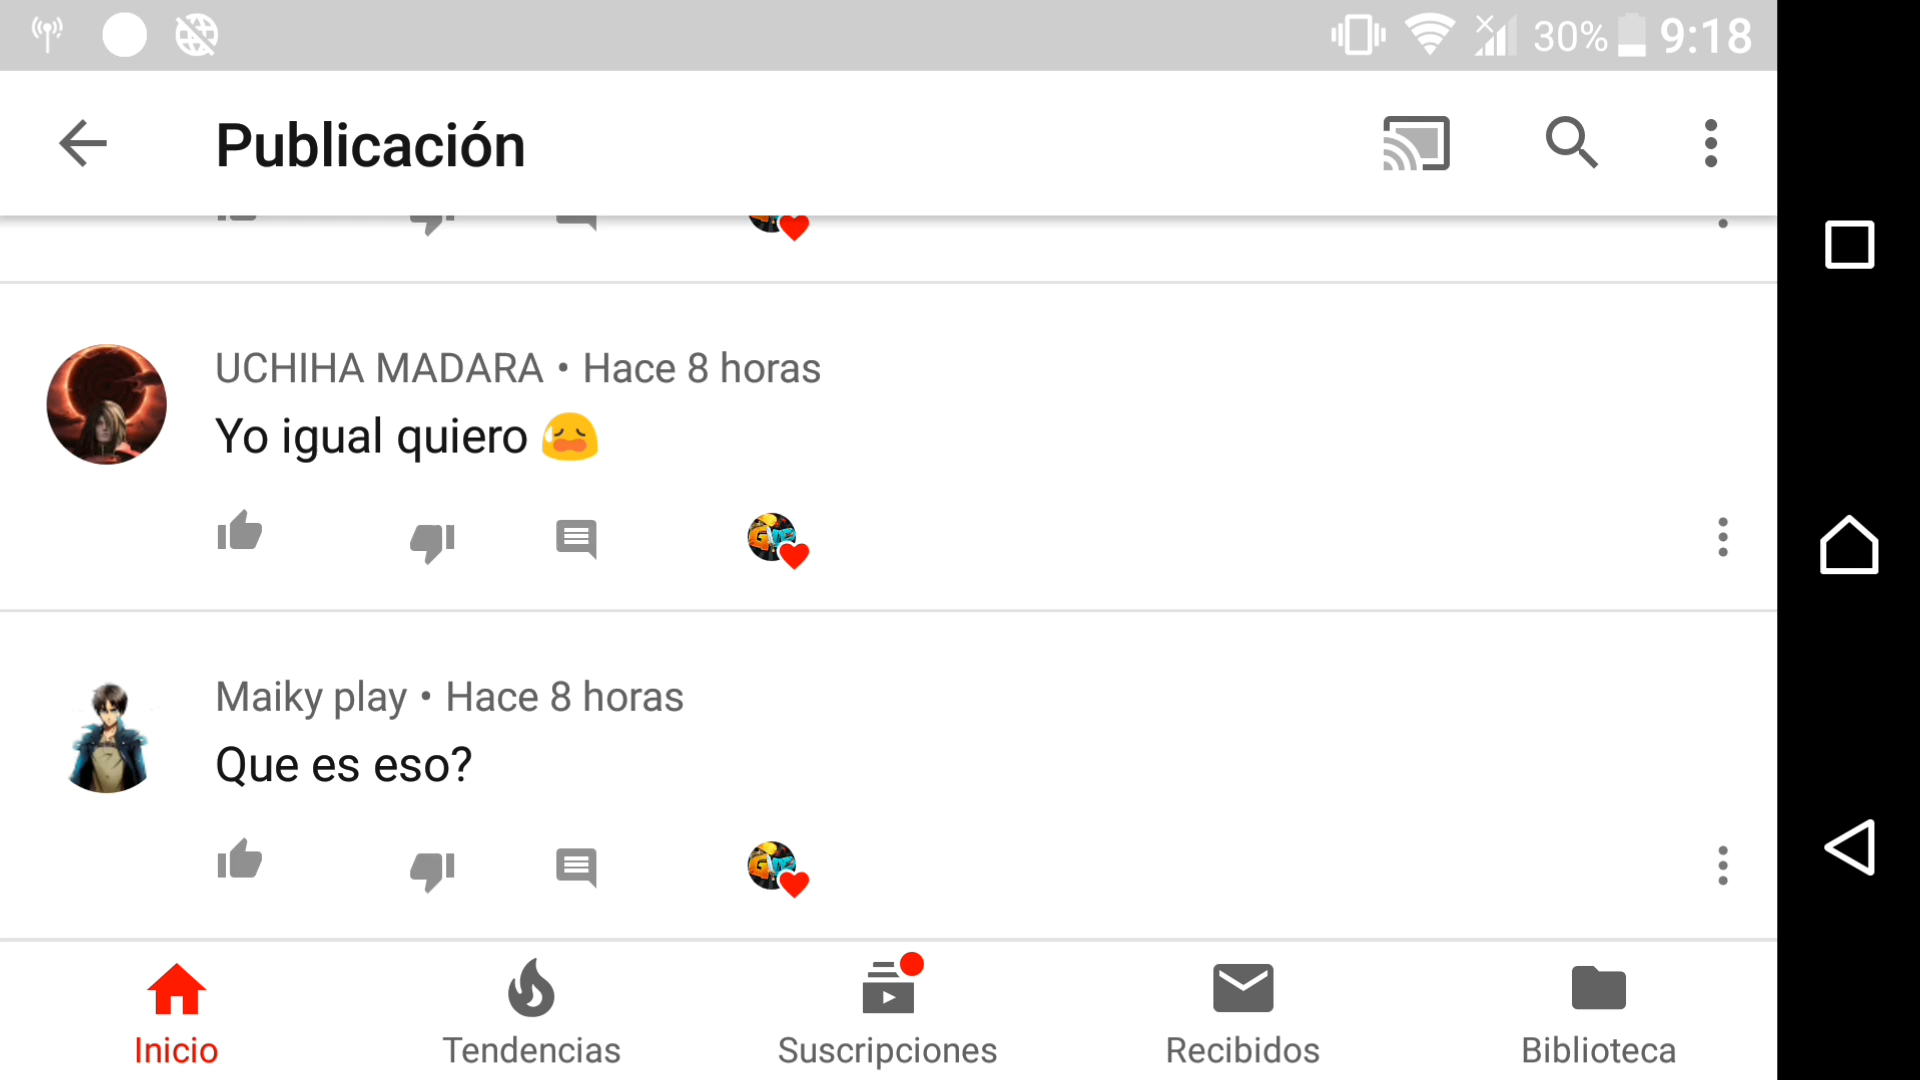 30% 9:18
Publicación
UCHIHA MADARA • Hace 8 horas
Yo igual quiero 😥
Maiky play • Hace 8 horas
Que es eso?
Inicio Tendencias Suscripciones Recibidos Biblioteca